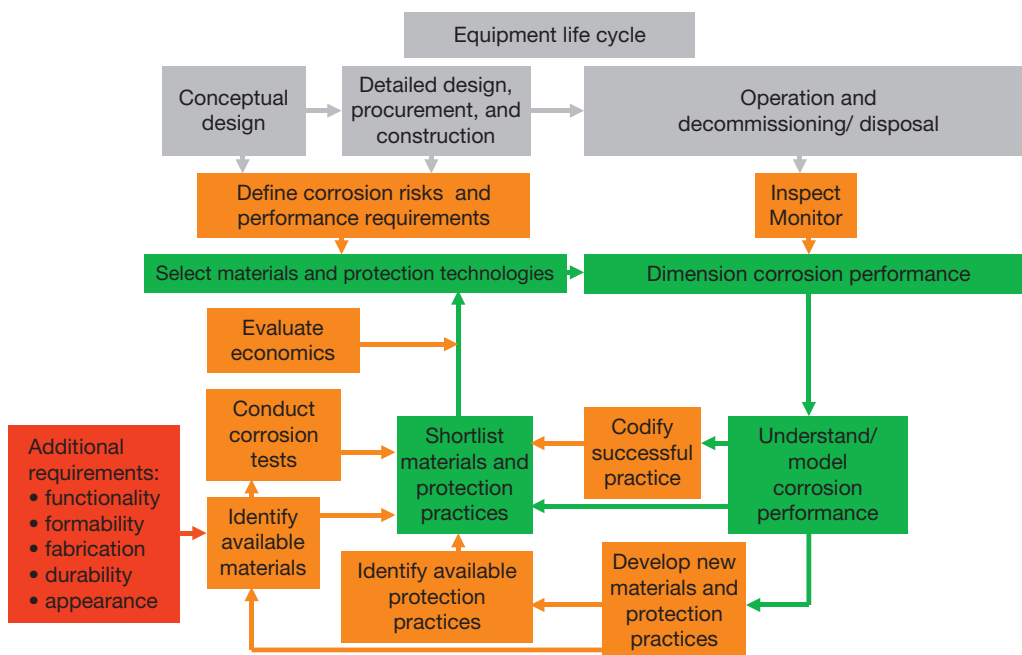 Equipment life cycle
Conceptual
design
Detailed design,
procurement, and
construction
Operation and
decommissioning/ disposal
Define corrosion risks and
performance requirements
Inspect
Monitor
Select materials and protection technologies
Dimension corrosion performance
Evaluate
economics
Conduct
corrosion
tests
Shortlist
materials and
protection
practices
Codify
successful
practice
Understand/
model
corrosion
performance
Additional
requirements:
• functionality
• formability
• fabrication
• durability
• appearance
Identify
available
materials
Identify available
protection
practices
Develop new
materials and
protection
practices